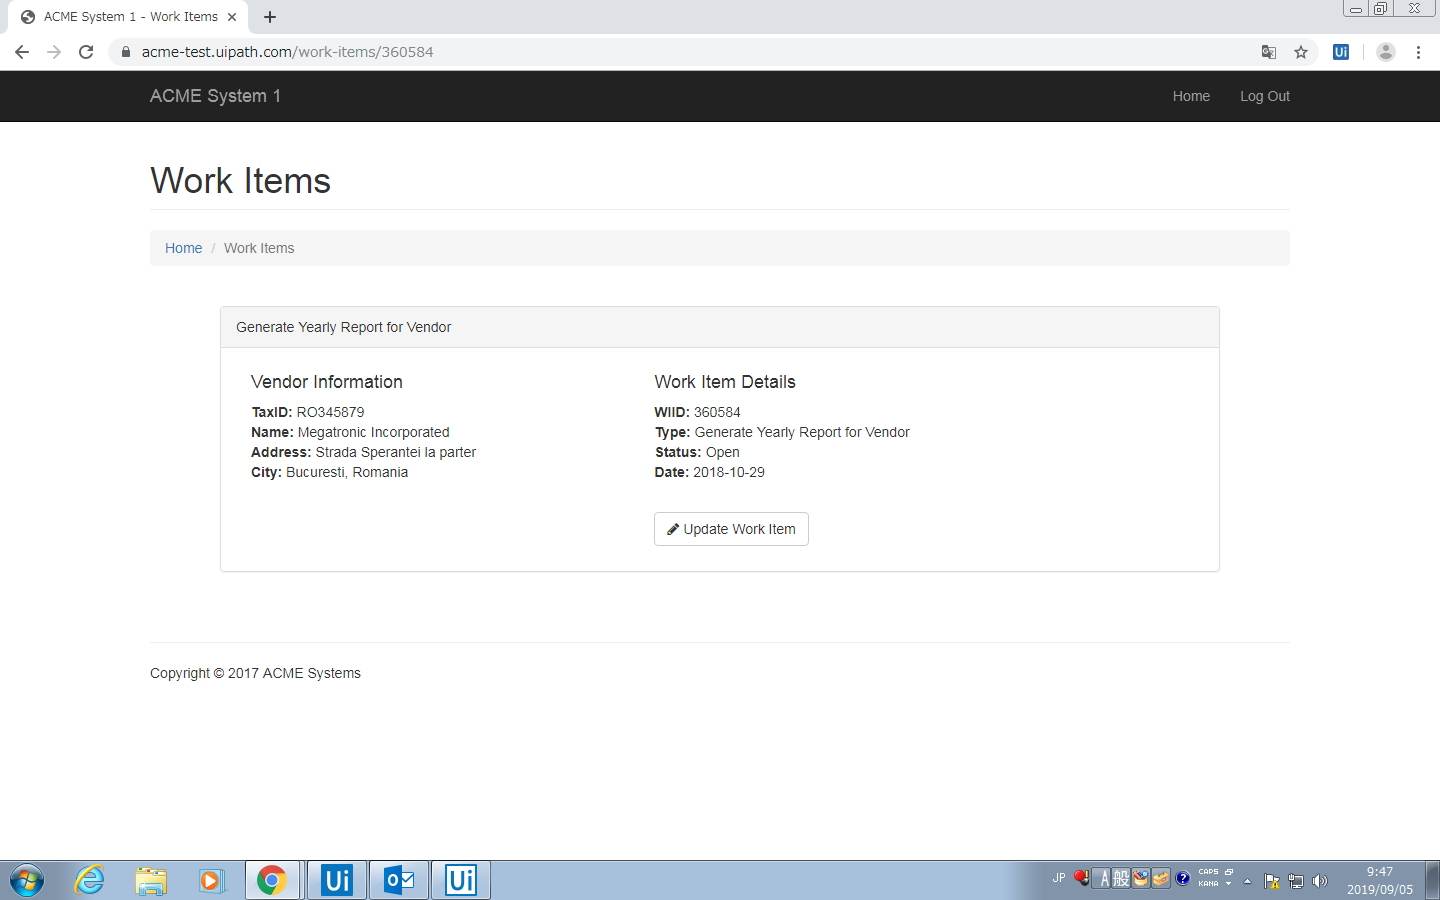 ACME System 1 - Work Items
acme-test.uipath.com/work-items/360584
Ui
ACME System 1
Home
Log Out
Work Items
Home / Work Items
Generate Yearly Report for Vendor
Vendor Information
TaxID: RO345879
Name: Megatronic Incorporated
Address: Strada Sperantei la parter
City: Bucuresti, Romania
Work Item Details
WIID: 360584
Type: Generate Yearly Report for Vendor
Status: Open
Date: 2018-10-29
Update Work Item
Copyright © 2017 ACME Systems
Ui
Ui
JP
A 般
CAPS
KANA
9:47
2019/09/05